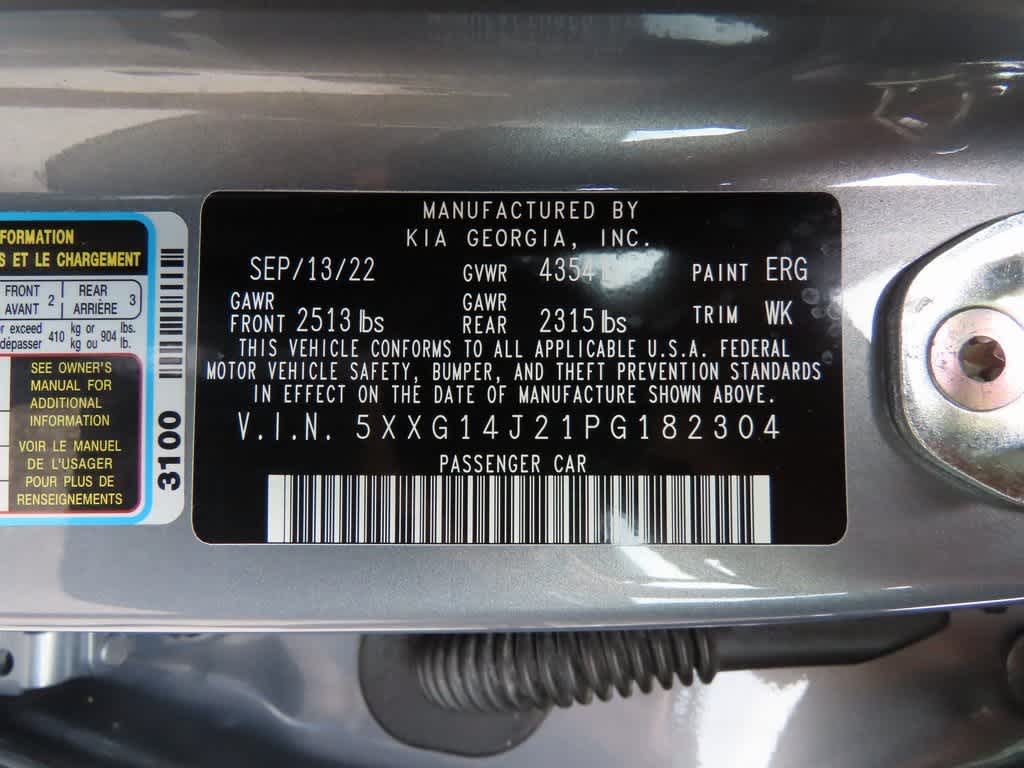 FORMATION
S ET LE CHARGEMENT
FRONT AVANT 2 REAR ARRIÈRE 3
r exceed 410 kg or 904 lbs.
dépasser kg ou lb.
SEE OWNER'S
MANUAL FOR
ADDITIONAL
INFORMATION
VOIR LE MANUEL
DE L'USAGER
POUR PLUS DE
RENSEIGNEMENTS
3100
MANUFACTURED BY
KIA GEORGIA, INC.
SEP/13/22 GVWR 4354 PAINT ERG
GAWR FRONT 2513 lbs GAWR REAR 2315 lbs TRIM WK
THIS VEHICLE CONFORMS TO ALL APPLICABLE U.S.A. FEDERAL
MOTOR VEHICLE SAFETY, BUMPER, AND THEFT PREVENTION STANDARDS
IN EFFECT ON THE DATE OF MANUFACTURE SHOWN ABOVE.
V.I.N. 5XXG14J21PG182304
PASSENGER CAR